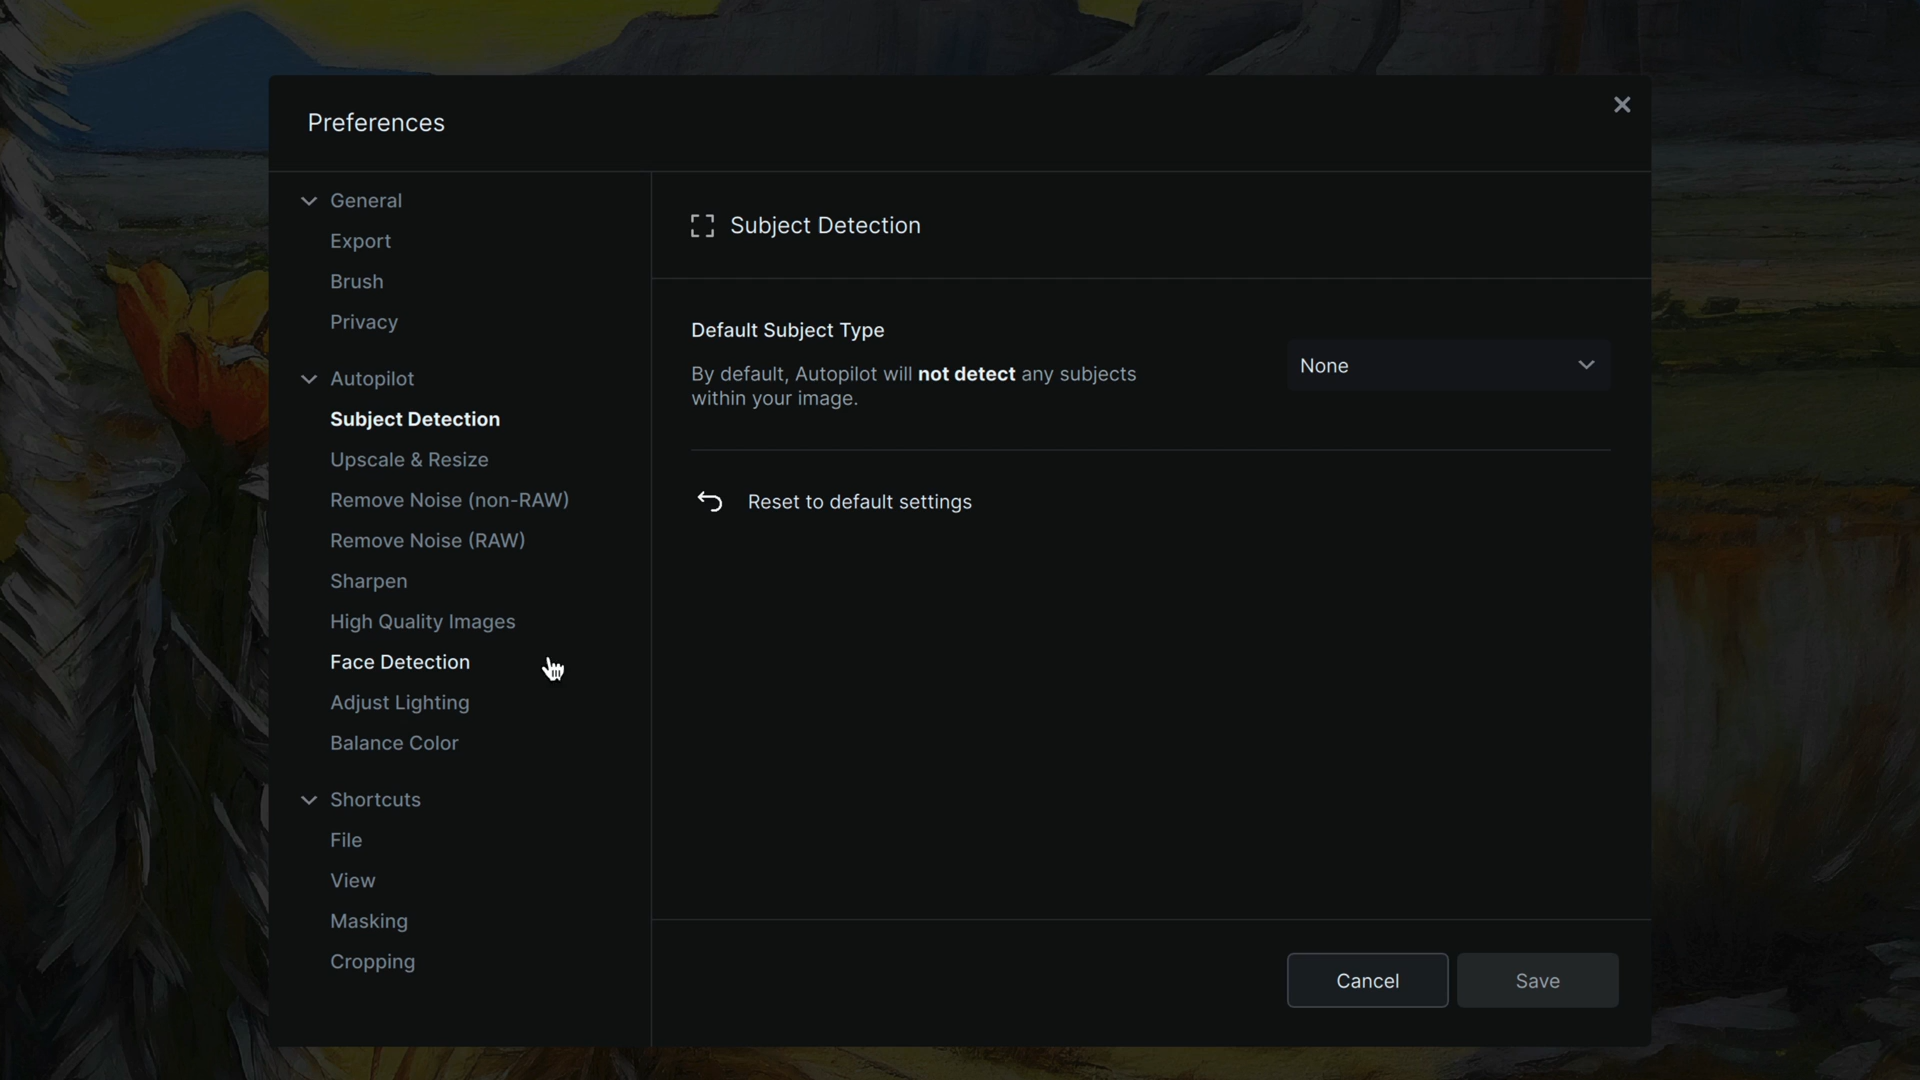 Preferences
General
Export
Brush
Privacy
Autopilot
Subject Detection
Upscale & Resize
Remove Noise (non-RAW)
Remove Noise (RAW)
Sharpen
High Quality Images
Face Detection
Adjust Lighting
Balance Color
Shortcuts
File
View
Masking
Cropping
Subject Detection
Default Subject Type
By default, Autopilot will not detect any subjects
within your image.
None
Reset to default settings
Cancel
Save